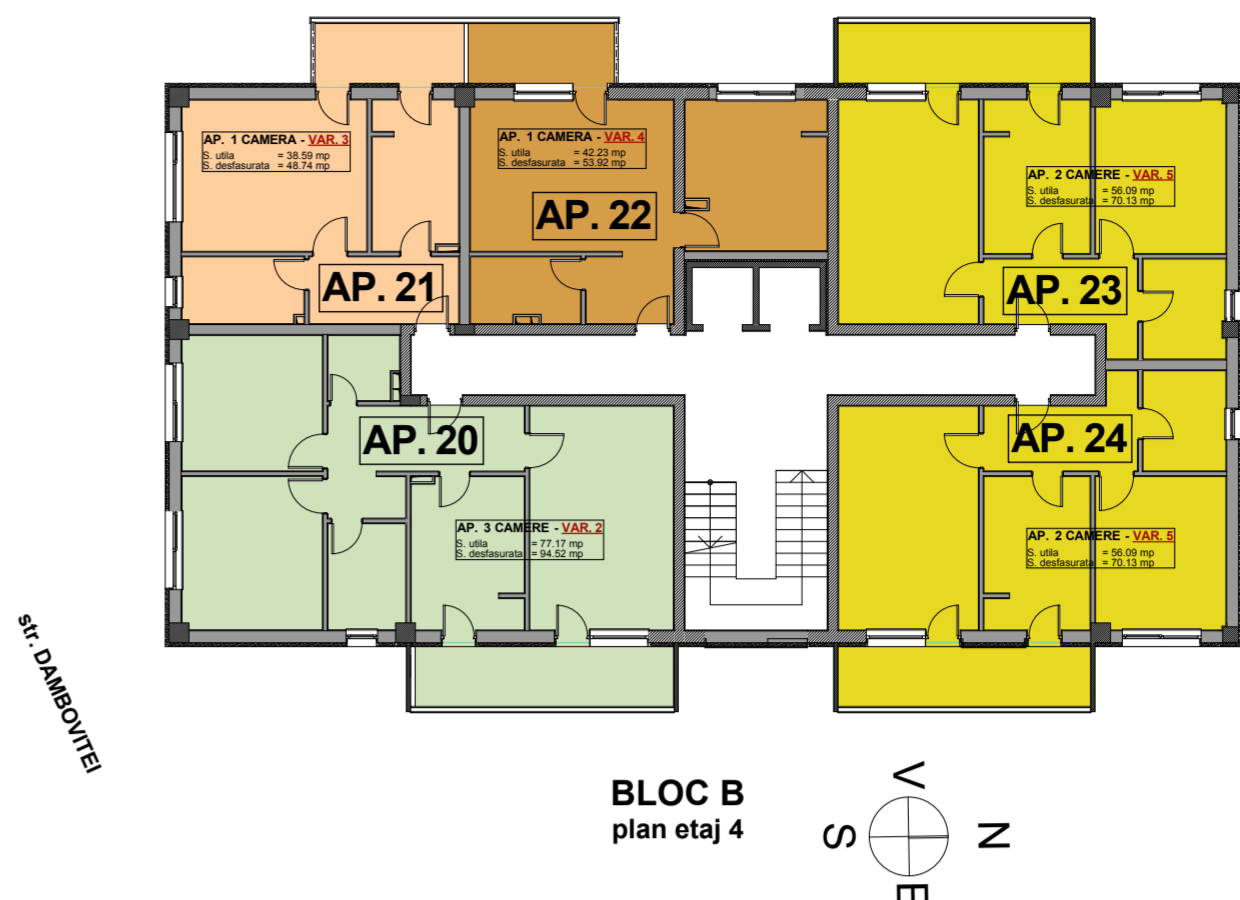 AP. 1 CAMERA - VAR. 3
S. utila = 38.59 mp
S. desfasurata = 48.74 mp
AP. 21
AP. 1 CAMERA - VAR. 4
S. utila = 42.23 mp
S. desfasurata = 53.92 mp
AP. 22
AP. 2 CAMERE - VAR. 5
S. utila = 56.09 mp
S. desfasurata = 70.13 mp
AP. 23
AP. 20
AP. 3 CAMERE - VAR. 2
S. utila = 77.17 mp
S. desfasurata = 94.52 mp
AP. 24
AP. 2 CAMERE - VAR. 5
S. utila = 56.09 mp
S. desfasurata = 70.13 mp
str. DAMBOVITEI
BLOC B
plan etaj 4
V
S
N
E